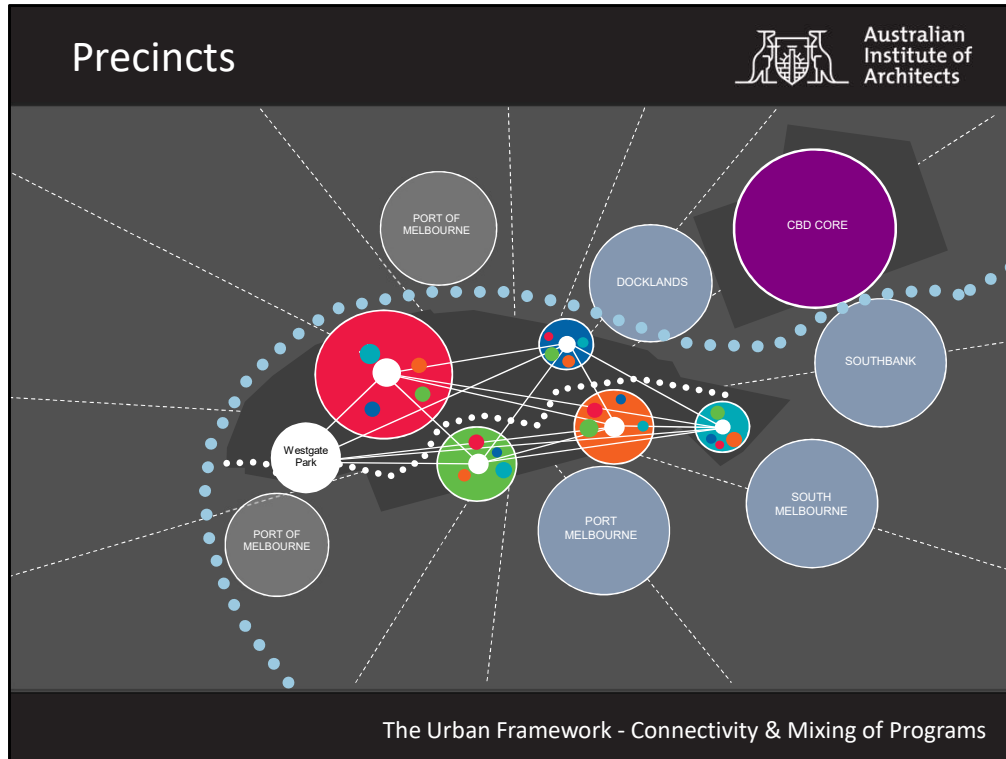 Precincts
Australian
Institute of
Architects
PORT OF
MELBOURNE
CBD CORE
DOCKLANDS
SOUTHBANK
Westgate
Park
SOUTH
MELBOURNE
PORT
MELBOURNE
PORT OF
MELBOURNE
The Urban Framework - Connectivity & Mixing of Programs